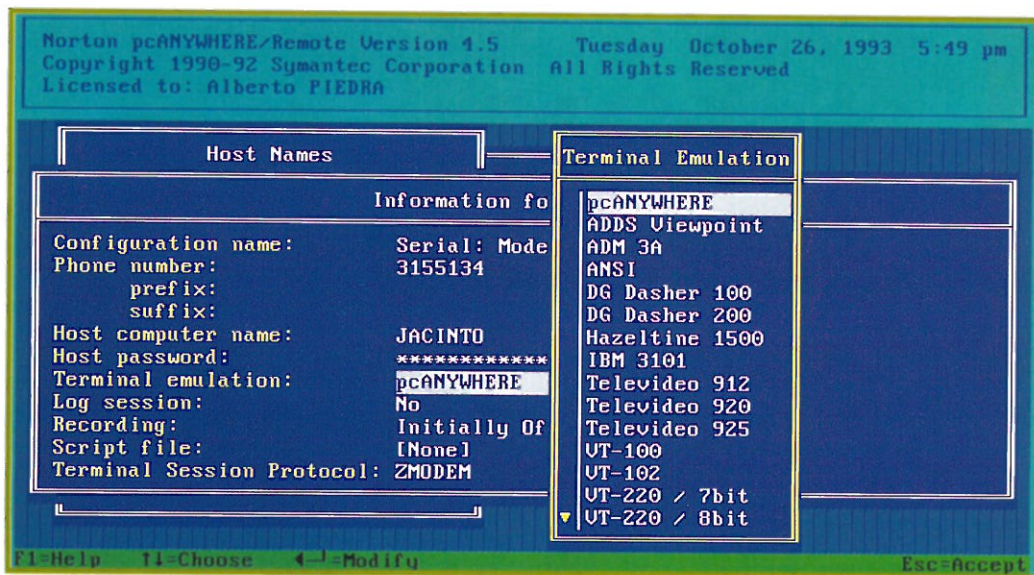 Norton pcANYWHERE/Remote Version 4.5 Tuesday October 26, 1993 5:49 pm
Copyright 1990-92 Symantec Corporation All Rights Reserved
Licensed to: Alberto PIEDRA
Host Names
Information fo
Configuration name: Serial: Mode
Phone number: 3155134
prefix:
suffix:
Host computer name: JACINTO
Host password: ************
Terminal emulation: pcANYWHERE
Log session: No
Recording: Initially Of
Script file: [None]
Terminal Session Protocol: ZMODEM
Terminal Emulation
pcANYWHERE
ADDS Viewpoint
ADM 3A
ANSI
DG Dasher 100
DG Dasher 200
Hazeltine 1500
IBM 3101
Televideo 912
Televideo 920
Televideo 925
VT-100
VT-102
VT-220 / 7bit
VT-220 / 8bit
F1=Help ↑↓=Choose ◄─┘=Modify Esc=Accept